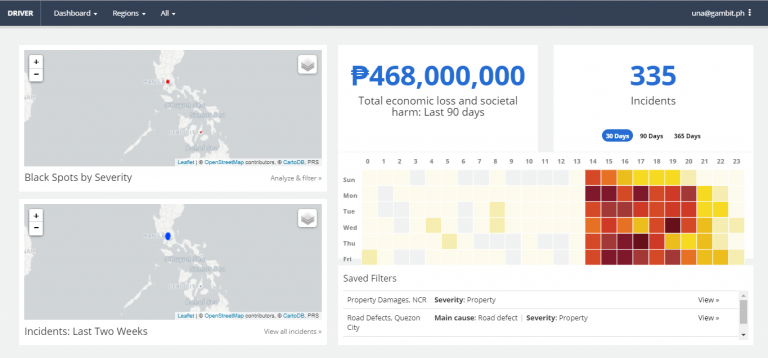 DRIVER Dashboard Regions All una@gambit.ph
+
−
Leaflet | © OpenStreetMap contributors, © CartoDB, PRS
Black Spots by Severity Analyze & filter »
+
−
Leaflet | © OpenStreetMap contributors, © CartoDB, PRS
Incidents: Last Two Weeks View all incidents »
₱468,000,000
Total economic loss and societal
harm: Last 90 days
335
Incidents
30 Days 90 Days 365 Days
0 1 2 3 4 5 6 7 8 9 10 11 12 13 14 15 16 17 18 19 20 21 22 23
Sun
Mon
Tue
Wed
Thu
Fri
Saved Filters
Property Damages, NCR Severity: Property View »
Road Defects, Quezon Main cause: Road defect | Severity: Property View »
City